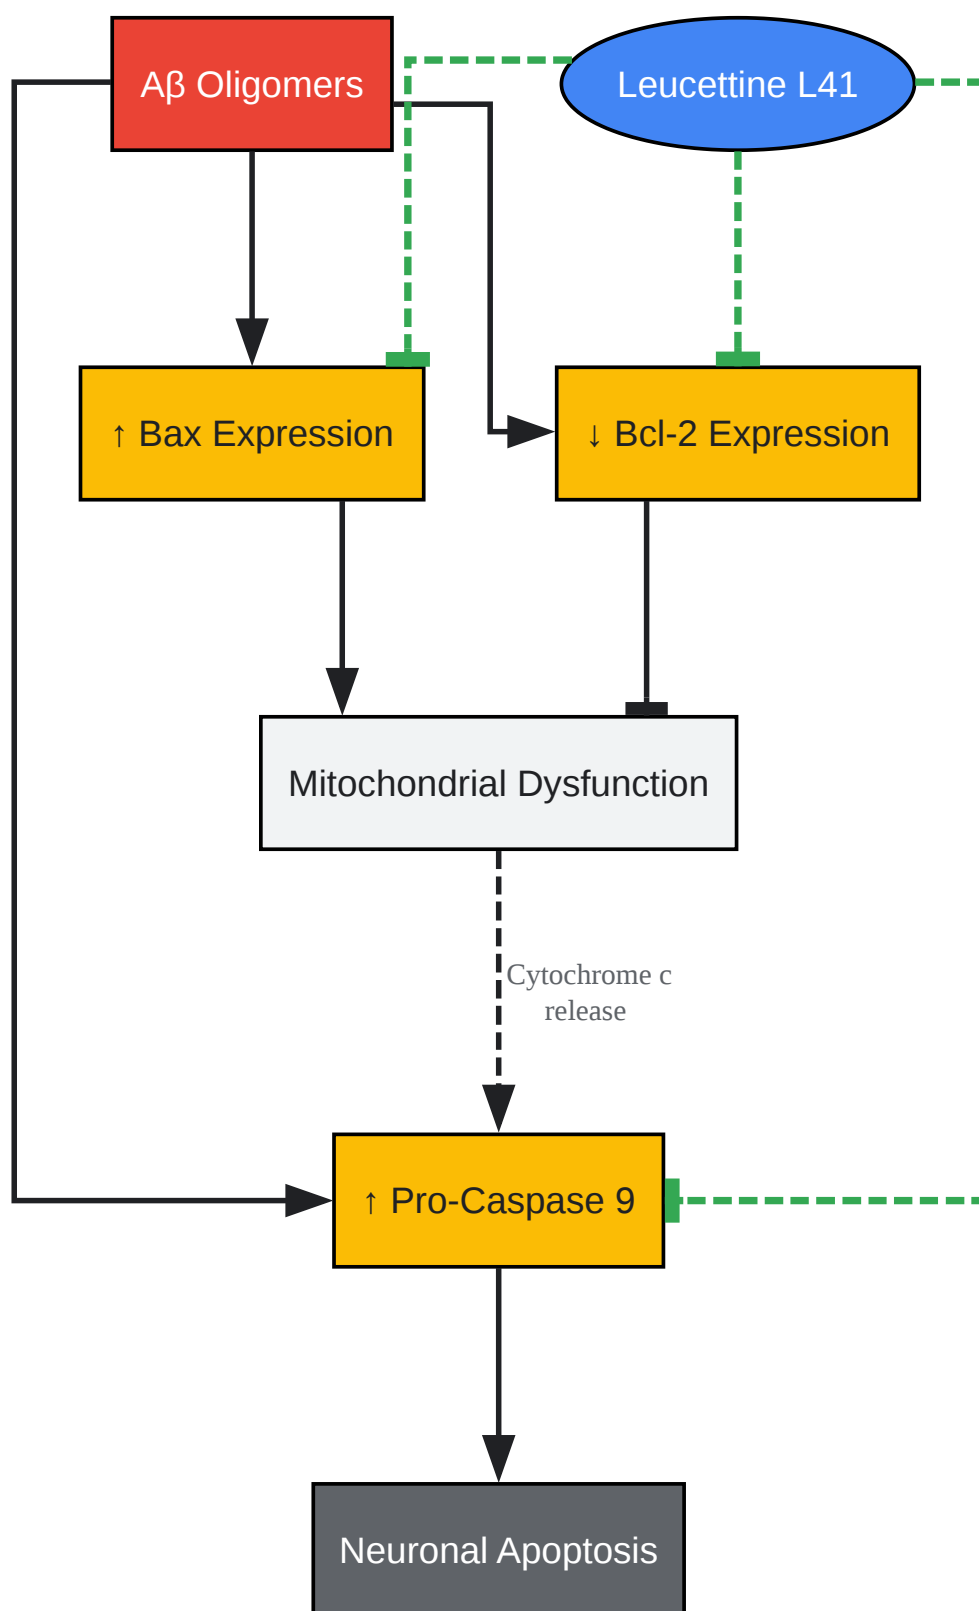 Aβ Oligomers
Leucettine L41
↑ Bax Expression
↓ Bcl-2 Expression
Mitochondrial Dysfunction
Cytochrome c
release
↑ Pro-Caspase 9
Neuronal Apoptosis